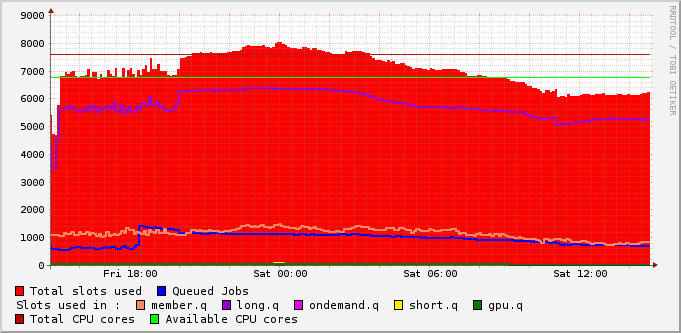 9000
8000
7000
6000
5000
4000
3000
2000
1000
0
Fri 18:00 Sat 00:00 Sat 06:00 Sat 12:00
RRDTOOL / TOBI OETIKER
Total slots used Queued Jobs
Slots used in : member.q long.q ondemand.q short.q gpu.q
Total CPU cores Available CPU cores